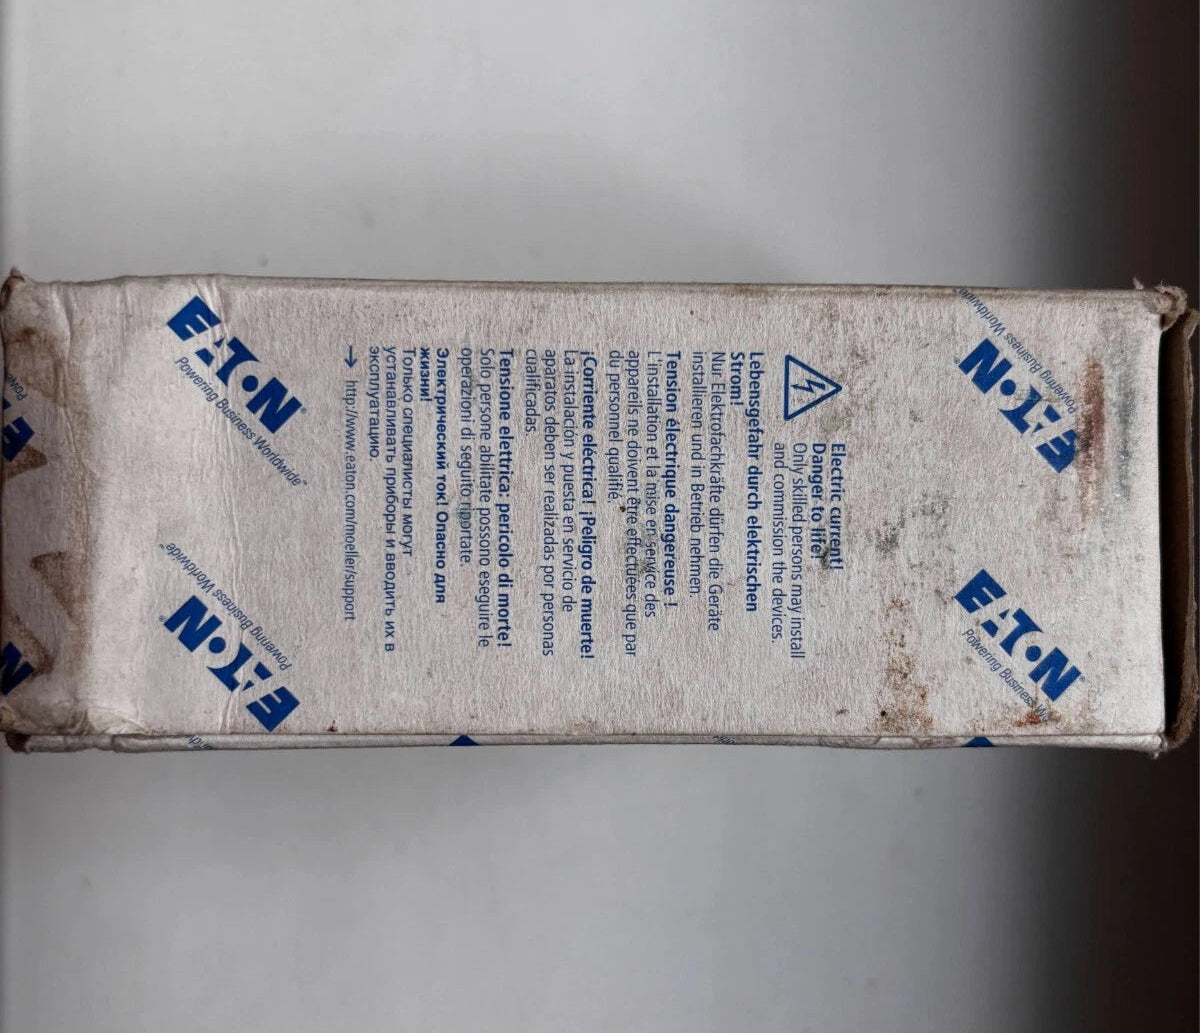 EATON®
Powering Business Worldwide™
EATON®
Powering Business
Electric current!
Danger to life!
Only skilled persons may install
and commission the devices.
Lebensgefahr durch elektrischen
Strom!
Nur Elektrofachkräfte dürfen die Geräte
installieren und in Betrieb nehmen.
Tension électrique dangereuse !
L'installation et la mise en service des
appareils ne doivent être effectuées que par
du personnel qualifié.
¡Corriente eléctrica! ¡Peligro de muerte!
La instalación y puesta en servicio de
aparatos deben ser realizadas por personas
cualificadas.
Tensione elettrica: pericolo di morte!
Solo persone abilitate possono eseguire le
operazioni di seguito riportate.
Электрический ток! Опасно для
жизни!
Только специалисты могут
устанавливать приборы и вводить их в
эксплуатацию.
→ http://www.eaton.com/moeller/support
EATON®
Powering Business Worldwide™
EATON®
Powering Business Worldwide™